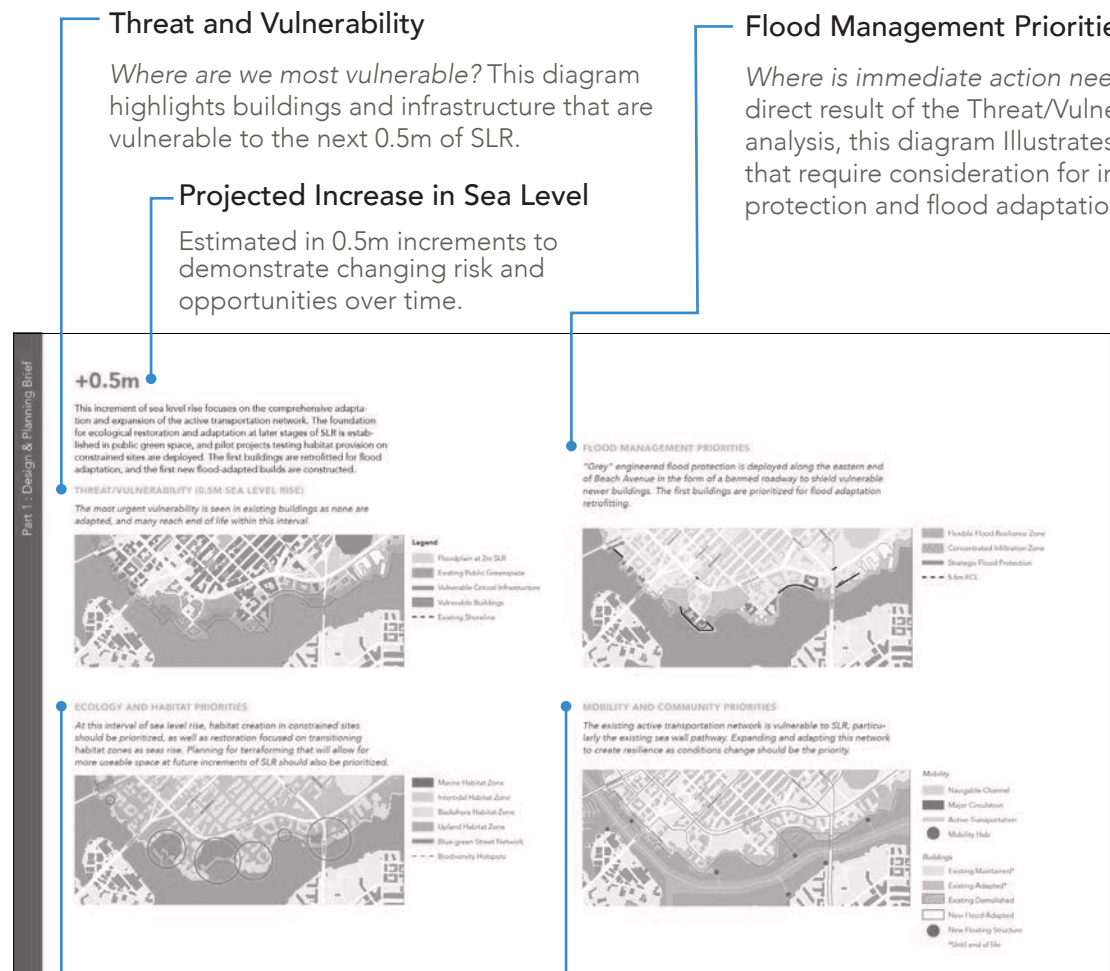 Threat and Vulnerability
Where are we most vulnerable? This diagram
highlights buildings and infrastructure that are
vulnerable to the next 0.5m of SLR.
Projected Increase in Sea Level
Estimated in 0.5m increments to
demonstrate changing risk and
opportunities over time.
Flood Management Prioritie
Where is immediate action nee
direct result of the Threat/Vulne
analysis, this diagram Illustrates
that require consideration for i
protection and flood adaptatio
Part 1 : Design & Planning Brief
+0.5m
This increment of sea level rise focuses on the comprehensive adapta-
tion and expansion of the active transportation network. The foundation
for ecological restoration and adaptation at later stages of SLR is estab-
lished in public green space, and pilot projects testing habitat provision on
constrained sites are deployed. The first buildings are retrofitted for flood
adaptation, and the first new flood-adapted builds are constructed.
THREAT/VULNERABILITY (0.5M SEA LEVEL RISE)
The most urgent vulnerability is seen in existing buildings as none are
adapted, and many reach end of life within this interval.
Legend
Floodplain at 2m SLR
Existing Public Greenspace
Vulnerable Critical Infrastructure
Vulnerable Buildings
Existing Shoreline
FLOOD MANAGEMENT PRIORITIES
"Grey" engineered flood protection is deployed along the eastern end
of Beach Avenue in the form of a bermed roadway to shield vulnerable
newer buildings. The first buildings are prioritized for flood adaptation
retrofitting.
Flexible Flood Resilience Zone
Concentrated Infiltration Zone
Strategic Flood Protection
5.6m FCL
ECOLOGY AND HABITAT PRIORITIES
At this interval of sea level rise, habitat creation in constrained sites
should be prioritized, as well as restoration focused on transitioning
habitat zones as seas rise. Planning for terraforming that will allow for
more useable space at future increments of SLR should also be prioritized.
Marine Habitat Zone
Intertidal Habitat Zone
Backshore Habitat Zone
Upland Habitat Zone
Blue-green Street Network
Biodiversity Hotspots
MOBILITY AND COMMUNITY PRIORITIES
The existing active transportation network is vulnerable to SLR, particu-
larly the existing sea wall pathway. Expanding and adapting this network
to create resilience as conditions change should be the priority.
Mobility
Navigable Channel
Major Circulation
Active Transportation
Mobility Hub
Buildings
Existing Maintained*
Existing Adapted*
Existing Demolished
New Flood-Adapted
New Floating Structure
*Until end of life